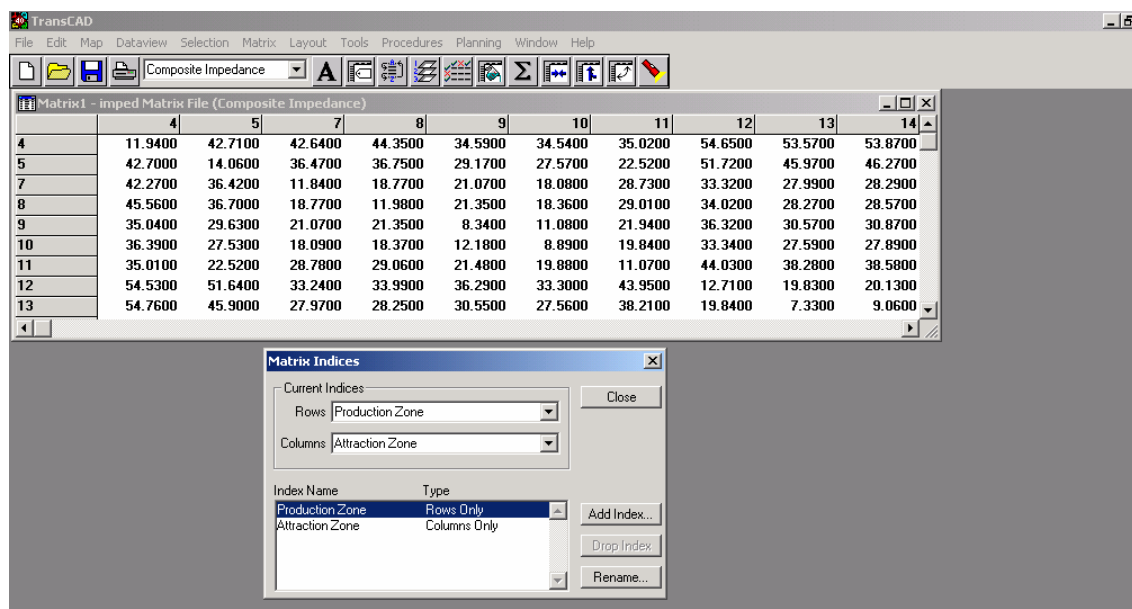 TransCAD
File Edit Map Dataview Selection Matrix Layout Tools Procedures Planning Window Help
Composite Impedance A Σ
Matrix1 - imped Matrix File (Composite Impedance)
4 5 7 8 9 10 11 12 13 14
4 11.9400 42.7100 42.6400 44.3500 34.5900 34.5400 35.0200 54.6500 53.5700 53.8700
5 42.7000 14.0600 36.4700 36.7500 29.1700 27.5700 22.5200 51.7200 45.9700 46.2700
7 42.2700 36.4200 11.8400 18.7700 21.0700 18.0800 28.7300 33.3200 27.9900 28.2900
8 45.5600 36.7000 18.7700 11.9800 21.3500 18.3600 29.0100 34.0200 28.2700 28.5700
9 35.0400 29.6300 21.0700 21.3500 8.3400 11.0800 21.9400 36.3200 30.5700 30.8700
10 36.3900 27.5300 18.0900 18.3700 12.1800 8.8900 19.8400 33.3400 27.5900 27.8900
11 35.0100 22.5200 28.7800 29.0600 21.4800 19.8800 11.0700 44.0300 38.2800 38.5800
12 54.5300 51.6400 33.2400 33.9900 36.2900 33.3000 43.9500 12.7100 19.8300 20.1300
13 54.7600 45.9000 27.9700 28.2500 30.5500 27.5600 38.2100 19.8400 7.3300 9.0600
Matrix Indices
Current Indices
Rows Production Zone
Close
Columns Attraction Zone
Index Name Type
Production Zone Rows Only
Attraction Zone Columns Only
Add Index...
Drop Index
Rename...